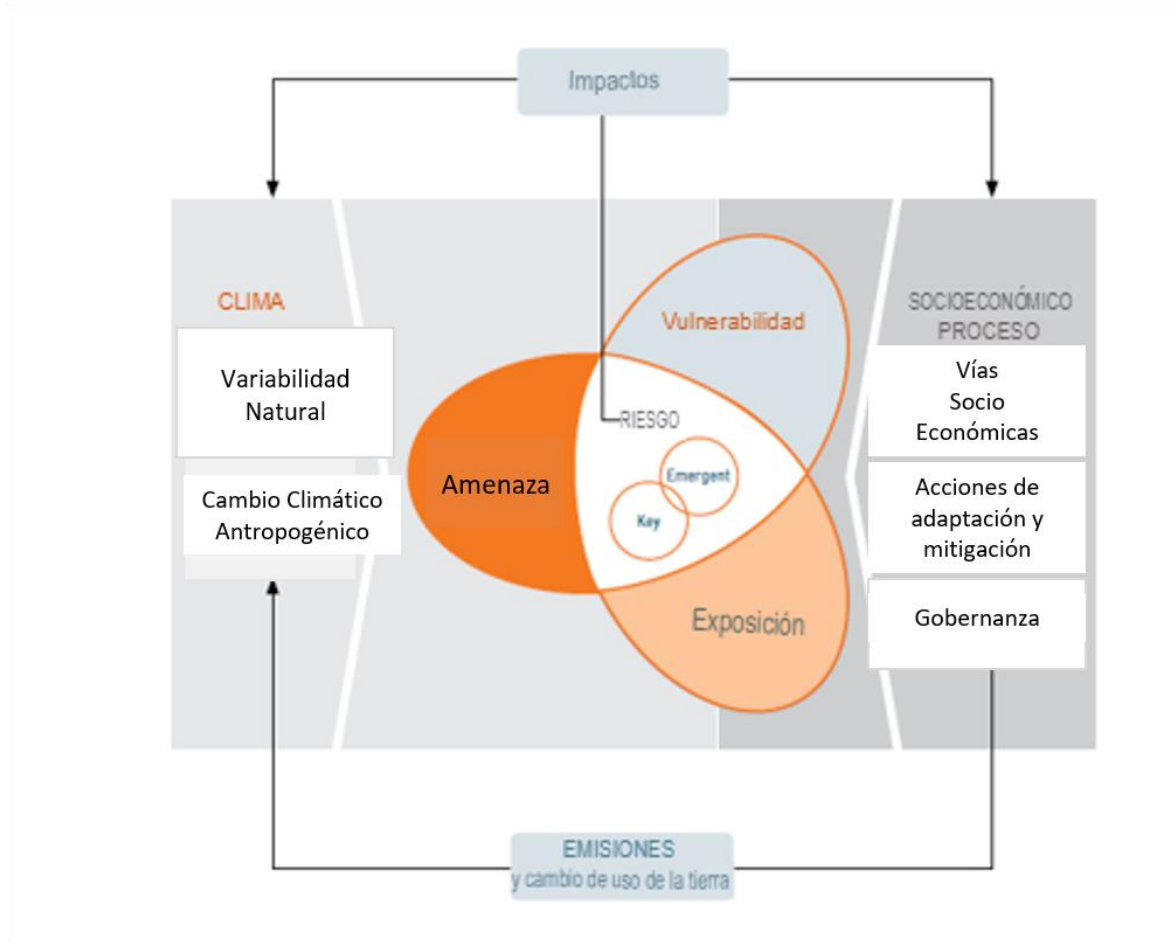 Impactos
CLIMA
Variabilidad
Natural
Cambio Climático
Antropogénico
Vulnerabilidad
RIESGO
Emergent
Key
Amenaza
Exposición
SOCIOECONÓMICO
PROCESO
Vías
Socio
Económicas
Acciones de
adaptación y
mitigación
Gobernanza
EMISIONES
y cambio de uso de la tierra